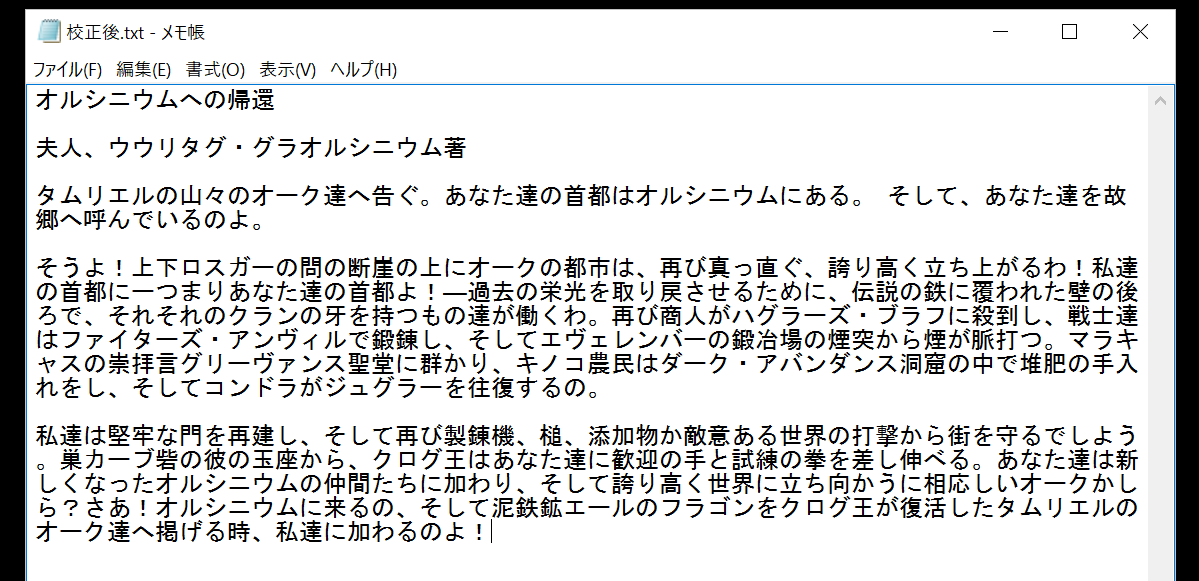 校正後.txt - メモ帳
ファイル(F) 編集(E) 書式(O) 表示(V) ヘルプ(H)
オルシニウムへの帰還
夫人、ウウリタグ・グラオルシニウム著
タムリエルの山々のオーク達へ告ぐ。あなた達の首都はオルシニウムにある。 そして、あなた達を故
郷へ呼んでいるのよ。
そうよ！上下ロスガーの間の断崖の上にオークの都市は、再び真っ直ぐ、誇り高く立ち上がるわ！私達
の首都に一つまりあなた達の首都よ！―過去の栄光を取り戻させるために、伝説の鉄に覆われた壁の後
ろで、それそれのクランの牙を持つもの達が働くわ。再び商人がハグラーズ・ブラフに殺到し、戦士達
はファイターズ・アンヴィルで鍛錬し、そしてエヴェレンバーの鍛冶場の煙突から煙が脈打つ。マラキ
ャスの崇拝言グリーヴァンス聖堂に群かり、キノコ農民はダーク・アバンダンス洞窟の中で堆肥の手入
れをし、そしてコンドラがジュグラーを往復するの。
私達は堅牢な門を再建し、そして再び製錬機、槌、添加物か敵意ある世界の打撃から街を守るでしよう
。巣カーブ砦の彼の玉座から、クログ王はあなた達に歓迎の手と試練の拳を差し伸べる。あなた達は新
しくなったオルシニウムの仲間たちに加わり、そして誇り高く世界に立ち向かうに相応しいオークかし
ら？さあ！オルシニウムに来るの、そして泥鉄鉱エールのフラゴンをクログ王が復活したタムリエルの
オーク達へ掲げる時、私達に加わるのよ！